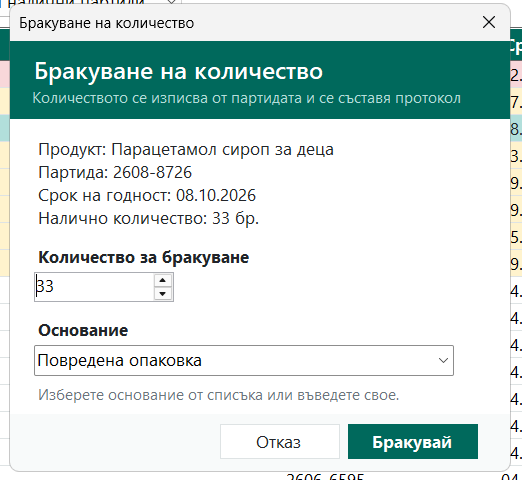 Бракуване на количество
Бракуване на количество
Количеството се изписва от партидата и се съставя протокол
Продукт: Парацетамол сироп за деца
Партида: 2608-8726
Срок на годност: 08.10.2026
Налично количество: 33 бр.
Количество за бракуване
33
Основание
Повредена опаковка
Изберете основание от списъка или въведете свое.
Отказ
Бракувай